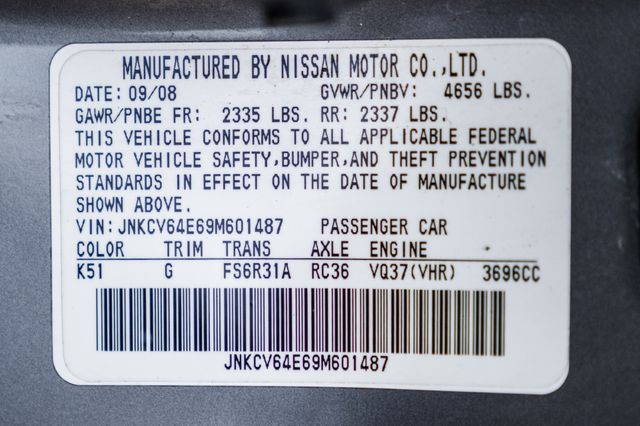 MANUFACTURED BY NISSAN MOTOR CO.,LTD.
DATE: 09/08 GVWR/PNBV: 4656 LBS.
GAWR/PNBE FR: 2335 LBS. RR: 2337 LBS.
THIS VEHICLE CONFORMS TO ALL APPLICABLE FEDERAL
MOTOR VEHICLE SAFETY,BUMPER,AND THEFT PREVENTION
STANDARDS IN EFFECT ON THE DATE OF MANUFACTURE
SHOWN ABOVE.
VIN:JNKCV64E69M601487 PASSENGER CAR
COLOR TRIM TRANS AXLE ENGINE
K51 G FS6R31A RC36 VQ37(VHR) 3696CC
JNKCV64E69M601487